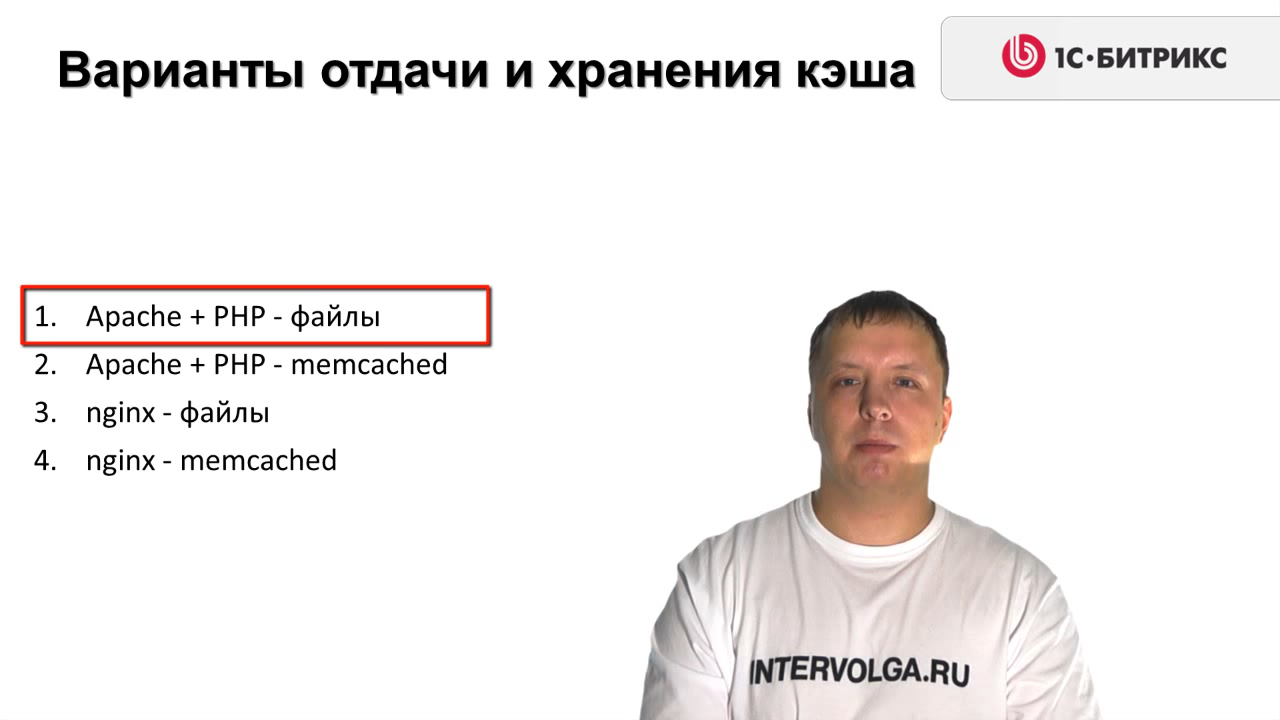 Варианты отдачи и хранения кэша
1С·БИТРИКС
1. Apache + PHP - файлы
2. Apache + PHP - memcached
3. nginx - файлы
4. nginx - memcached
INTERVOLGA.RU